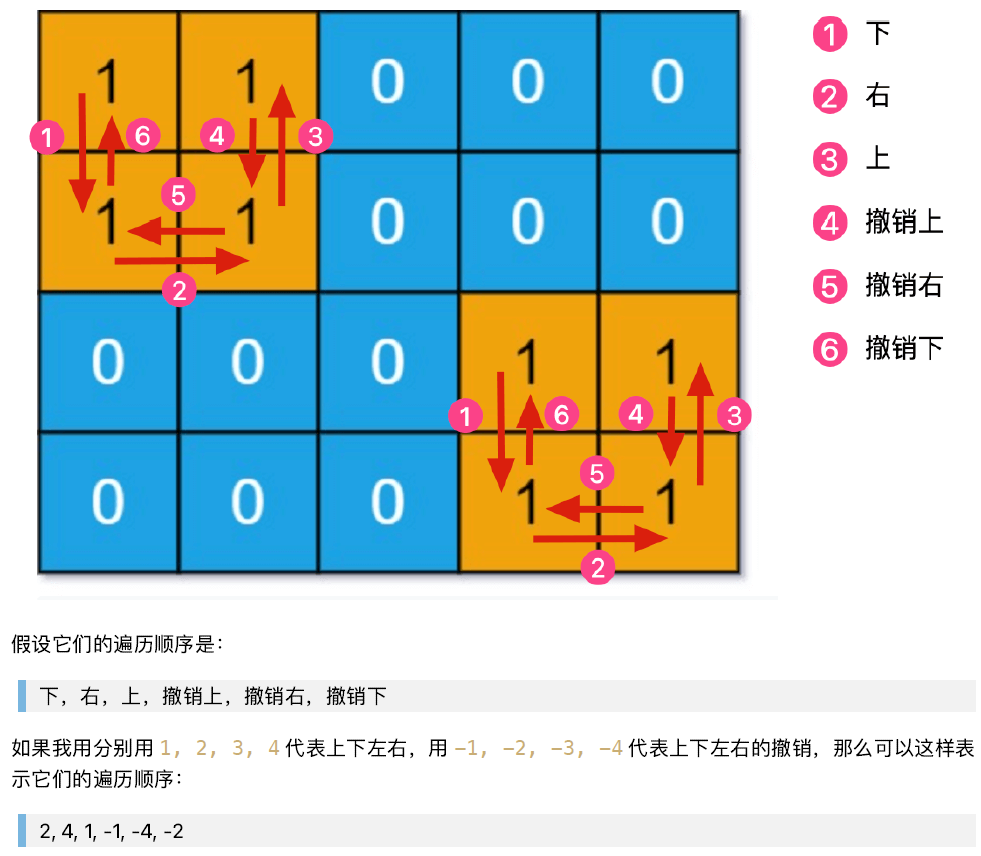 1 1 0 0 0
1 6 4 3
5
1 1 0 0 0
2
0 0 0 1 1
1 6 4 3
5
0 0 0 1 1
2
1 下
2 右
3 上
4 撤销上
5 撤销右
6 撤销下
假设它们的遍历顺序是：
下，右，上，撤销上，撤销右，撤销下
如果我用分别用 1, 2, 3, 4 代表上下左右，用 -1, -2, -3, -4 代表上下左右的撤销，那么可以这样表
示它们的遍历顺序：
2, 4, 1, -1, -4, -2